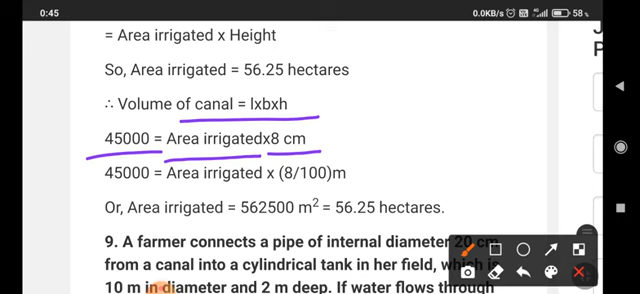 0:45 0.0KB/s 58%
= Area irrigated x Height
So, Area irrigated = 56.25 hectares
∴ Volume of canal = lxbxh
45000 = Area irrigatedx8 cm
45000 = Area irrigated x (8/100)m
Or, Area irrigated = 562500 m² = 56.25 hectares.
9. A farmer connects a pipe of internal diameter 20 cm
from a canal into a cylindrical tank in her field, which is
10 m in diameter and 2 m deep. If water flows through
P